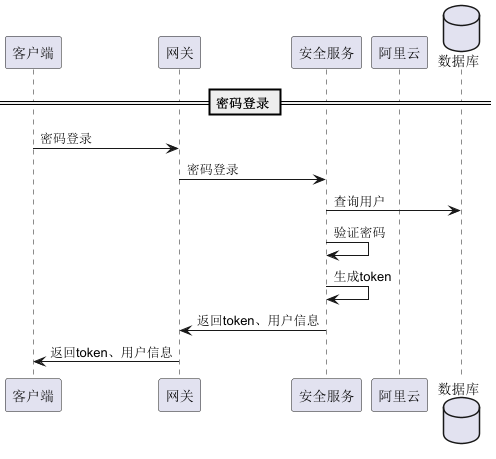 客户端
网关
安全服务
阿里云
数据库
密码登录
密码登录
密码登录
查询用户
验证密码
生成token
返回token、用户信息
返回token、用户信息
客户端
网关
安全服务
阿里云
数据库